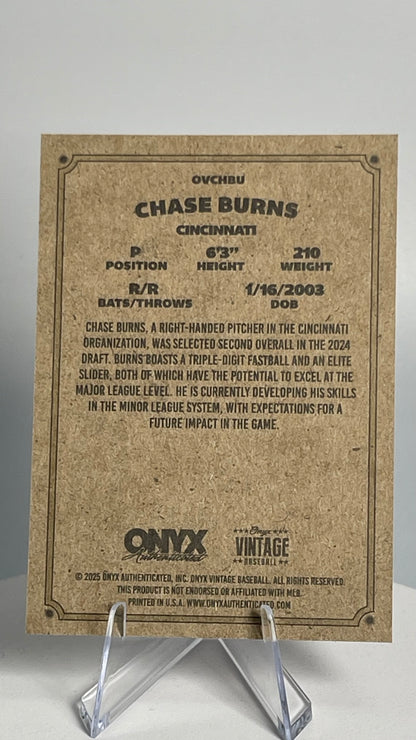 OVCHBU
CHASE BURNS
CINCINNATI
P 6'3" 210
POSITION HEIGHT WEIGHT
R/R 1/16/2003
BATS/THROWS DOB
CHASE BURNS, A RIGHT-HANDED PITCHER IN THE CINCINNATI
ORGANIZATION, WAS SELECTED SECOND OVERALL IN THE 2024
DRAFT. BURNS BOASTS A TRIPLE-DIGIT FASTBALL AND AN ELITE
SLIDER, BOTH OF WHICH HAVE THE POTENTIAL TO EXCEL AT THE
MAJOR LEAGUE LEVEL. HE IS CURRENTLY DEVELOPING HIS SKILLS
IN THE MINOR LEAGUE SYSTEM, WITH EXPECTATIONS FOR A
FUTURE IMPACT IN THE GAME.
ONYX
Authenticated
Onyx
VINTAGE
BASEBALL
© 2025 ONYX AUTHENTICATED, INC. ONYX VINTAGE BASEBALL. ALL RIGHTS RESERVED.
THIS PRODUCT IS NOT ENDORSED OR AFFILIATED WITH MLB.
PRINTED IN U.S.A. WWW.ONYXAUTHENTICATED.COM